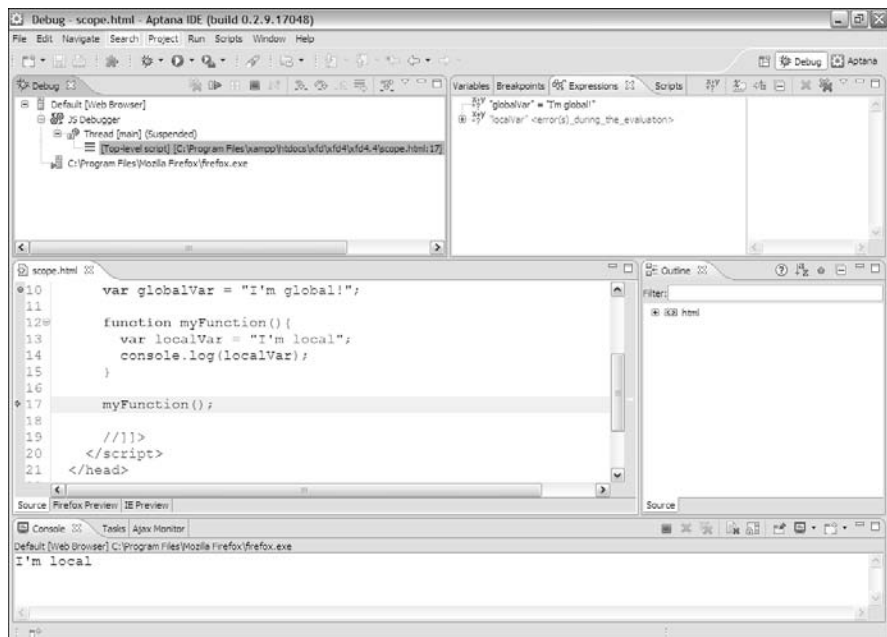 Debug - scope.html - Aptana IDE (build 0.2.9.17048)
File Edit Navigate Search Project Run Scripts Window Help
Debug Aptana
Debug
Default [Web Browser]
JS Debugger
Thread [main] (Suspended)
[Top-level script] [C:\Program Files\xampp\htdocs\xfd\xfd4\xfd4.4\scope.html:17]
C:\Program Files\Mozilla Firefox\firefox.exe
Variables Breakpoints Expressions Scripts
"globalVar" = "I'm global!"
"localVar" <error(s)_during_the_evaluation>
scope.html
10 var globalVar = "I'm global!";
11
12 function myFunction(){
13 var localVar = "I'm local";
14 console.log(localVar);
15 }
16
17 myFunction();
18
19 //]]>
20 </script>
21 </head>
Source Firefox Preview IE Preview
Outline
Filter:
html
Source
Console Tasks Ajax Monitor
Default [Web Browser] C:\Program Files\Mozilla Firefox\firefox.exe
I'm local